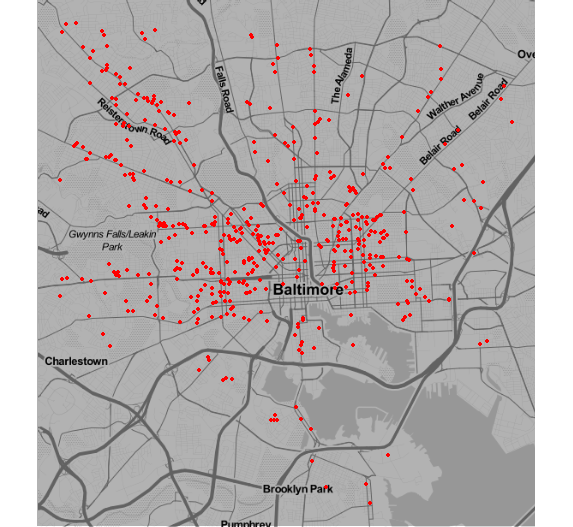 Ove
Falls Road
The Alameda
Walther Avenue
Belair Road
Belair Road
Reisterstown Road
ad
Gwynns Falls/Leakin
Park
Baltimore
Charlestown
Brooklyn Park
Pumphrey